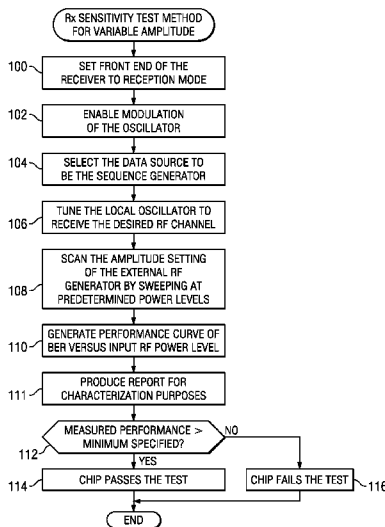 Rx SENSITIVITY TEST METHOD
FOR VARIABLE AMPLITUDE
100
SET FRONT END OF THE
RECEIVER TO RECEPTION MODE
102
ENABLE MODULATION
OF THE OSCILLATOR
104
SELECT THE DATA SOURCE TO
BE THE SEQUENCE GENERATOR
106
TUNE THE LOCAL OSCILLATOR TO
RECEIVE THE DESIRED RF CHANNEL
108
SCAN THE AMPLITUDE SETTING
OF THE EXTERNAL RF
GENERATOR BY SWEEPING AT
PREDETERMINED POWER LEVELS
110
GENERATE PERFORMANCE CURVE OF
BER VERSUS INPUT RF POWER LEVEL
111
PRODUCE REPORT FOR
CHARACTERIZATION PURPOSES
112
MEASURED PERFORMANCE >
MINIMUM SPECIFIED?
NO
YES
114
CHIP PASSES THE TEST
CHIP FAILS THE TEST
116
END